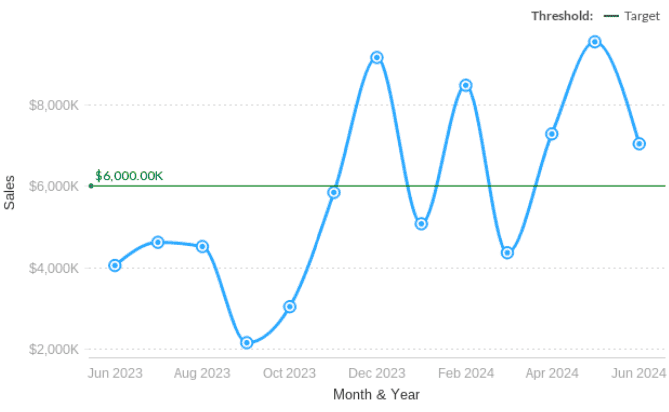 Threshold: Target
$8,000K
$6,000.00K
$6,000K
Sales
$4,000K
$2,000K
Jun 2023 Aug 2023 Oct 2023 Dec 2023 Feb 2024 Apr 2024 Jun 2024
Month & Year